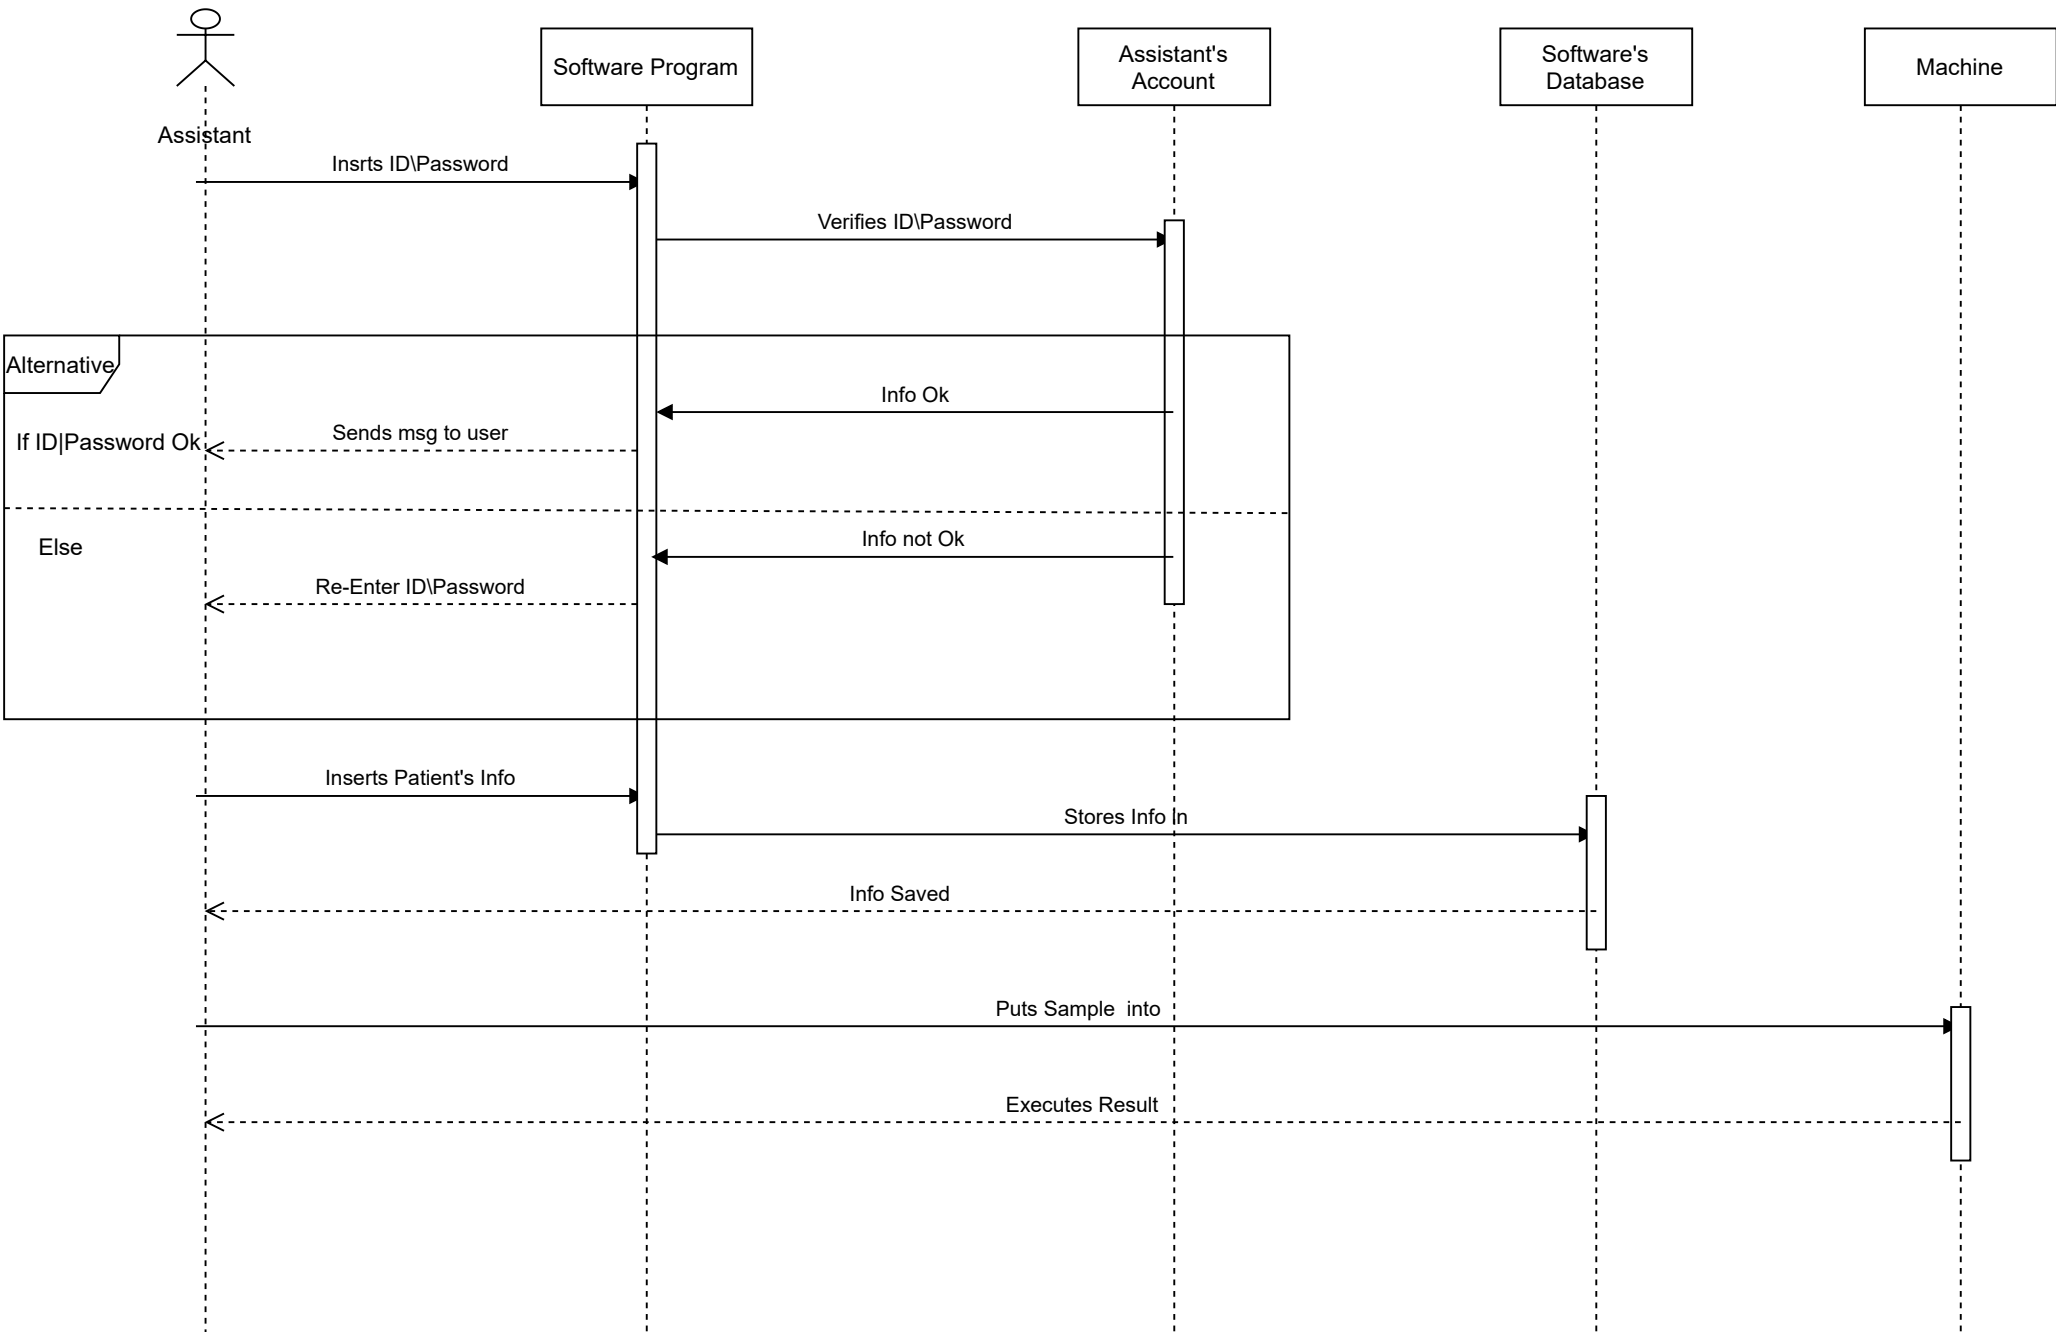 Software Program
Assistant's
Account
Software's
Database
Machine
Assistant
Insrts ID\Password
Verifies ID\Password
Alternative
Info Ok
Sends msg to user
If ID|Password Ok
Info not Ok
Else
Re-Enter ID\Password
Inserts Patient's Info
Stores Info In
Info Saved
Puts Sample  into
Executes Result